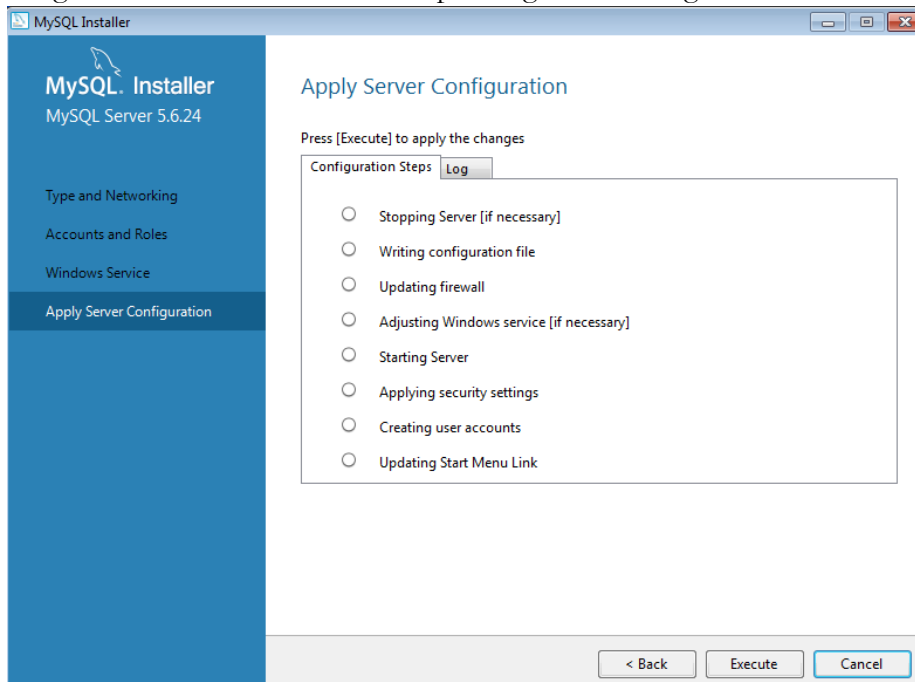 MySQL Installer
MySQL. Installer
MySQL Server 5.6.24
Type and Networking
Accounts and Roles
Windows Service
Apply Server Configuration
Apply Server Configuration
Press [Execute] to apply the changes
Configuration Steps Log
Stopping Server [if necessary]
Writing configuration file
Updating firewall
Adjusting Windows service [if necessary]
Starting Server
Applying security settings
Creating user accounts
Updating Start Menu Link
< Back Execute Cancel